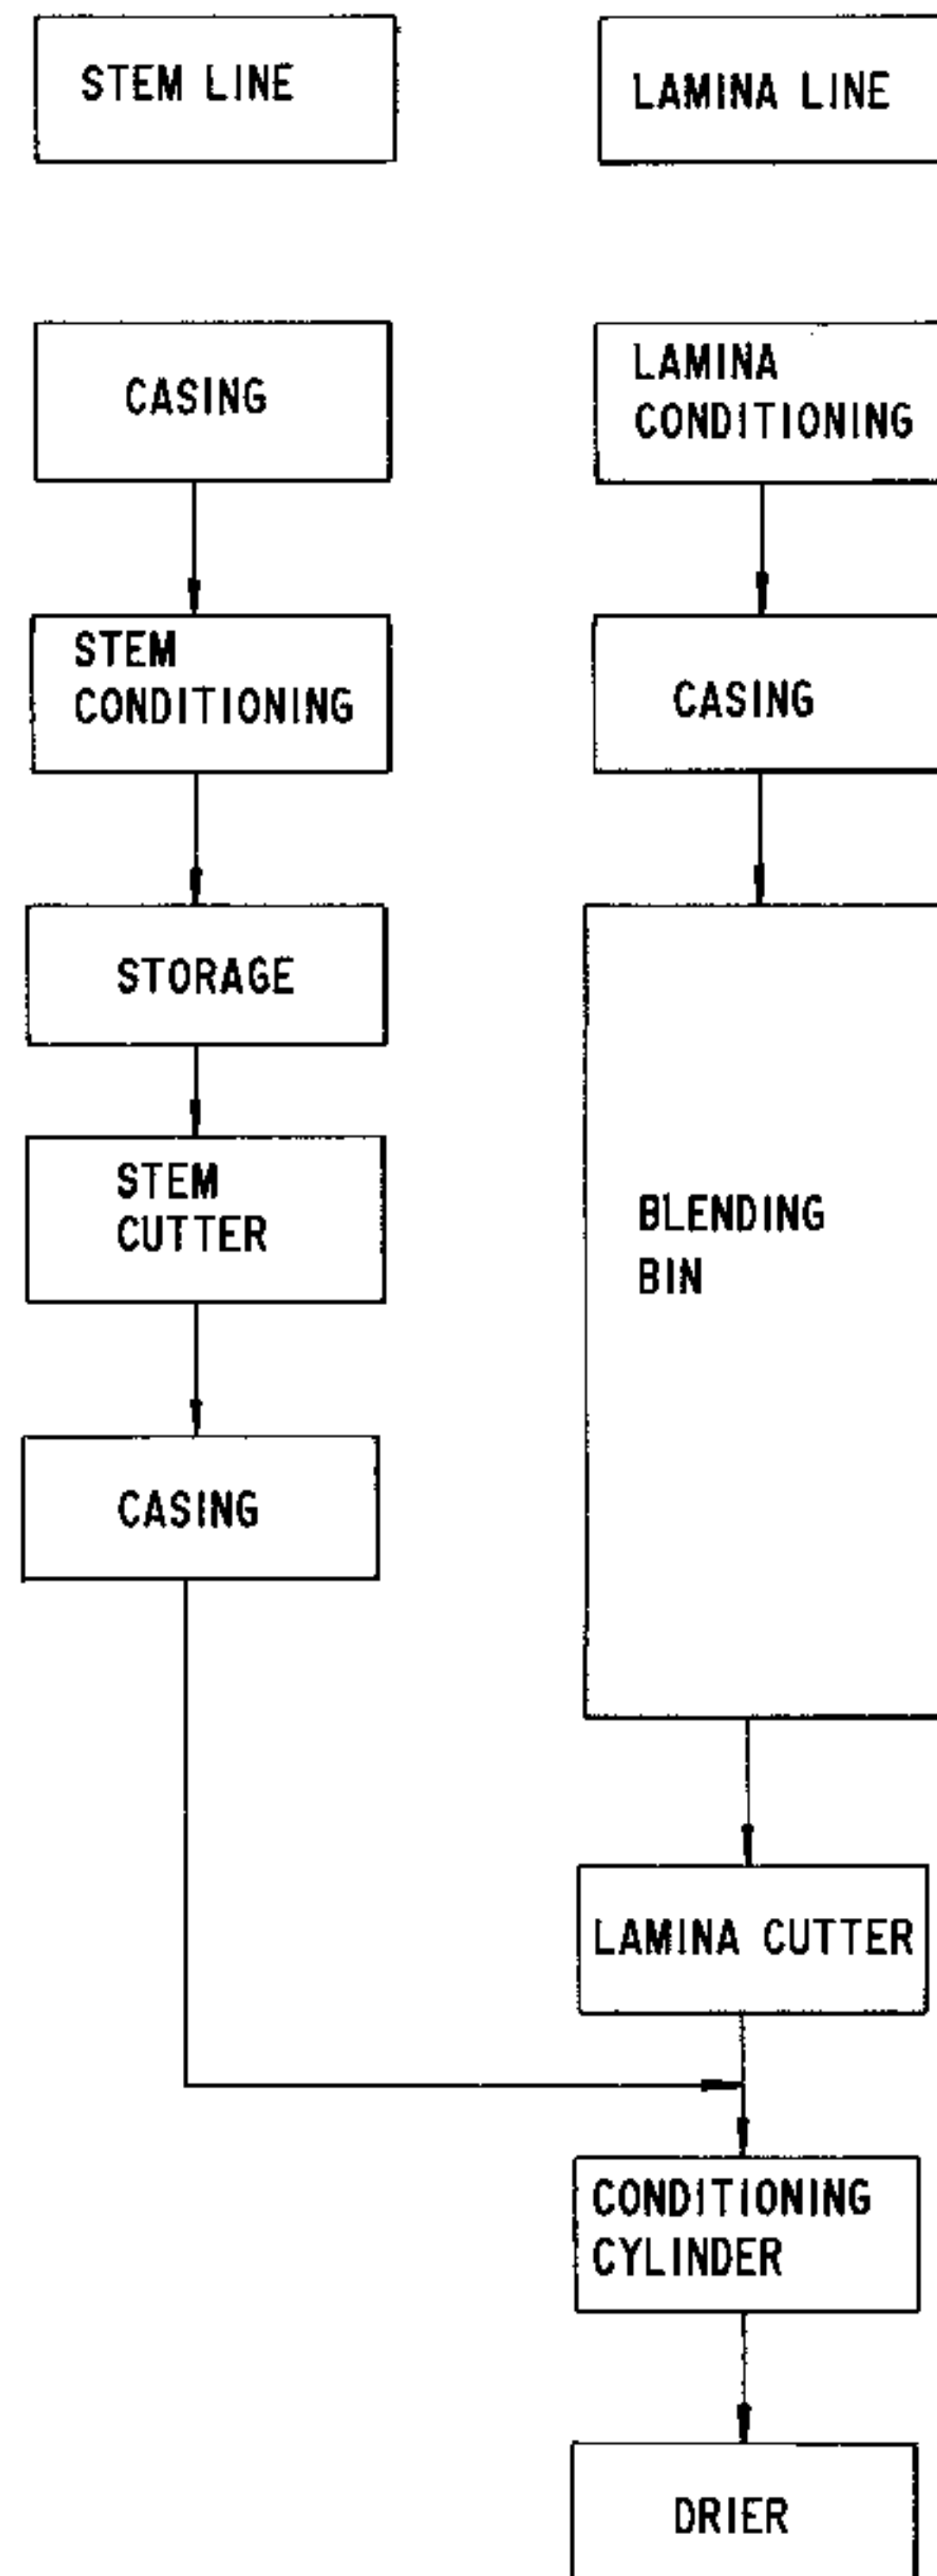 STEM LINE
LAMINA LINE
CASING
STEM
CONDITIONING
STORAGE
STEM
CUTTER
CASING
LAMINA
CONDITIONING
CASING
BLENDING
BIN
LAMINA CUTTER
CONDITIONING
CYLINDER
DRIER